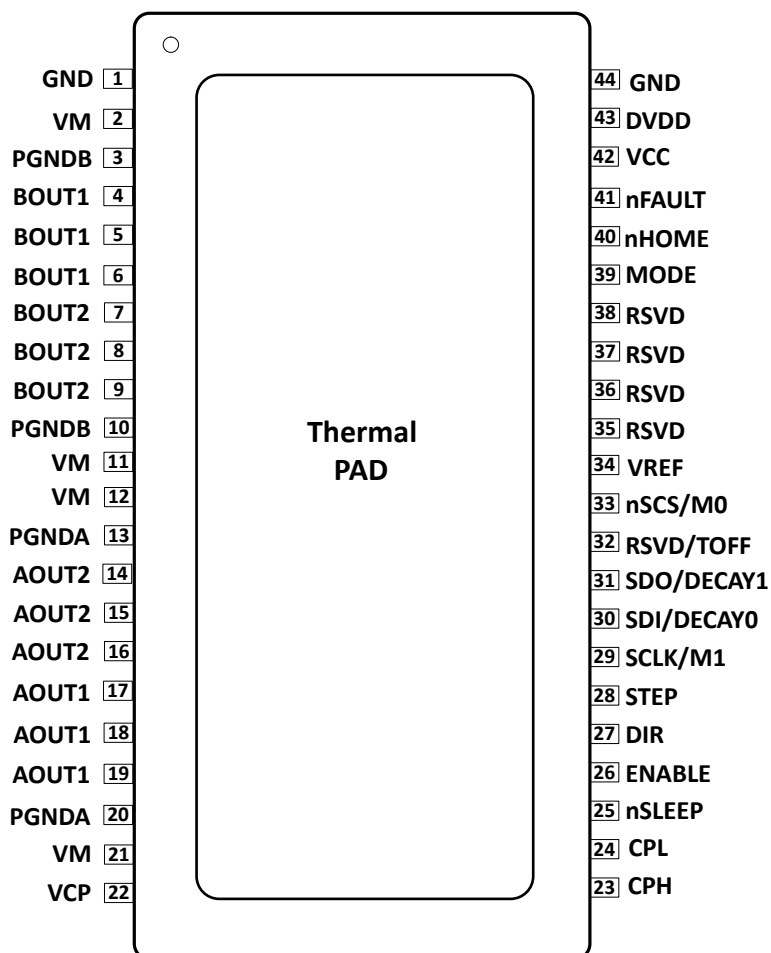 GND 1
VM 2
PGNDB 3
BOUT1 4
BOUT1 5
BOUT1 6
BOUT2 7
BOUT2 8
BOUT2 9
PGNDB 10
VM 11
VM 12
PGNDA 13
AOUT2 14
AOUT2 15
AOUT2 16
AOUT1 17
AOUT1 18
AOUT1 19
PGNDA 20
VM 21
VCP 22
Thermal
PAD
44 GND
43 DVDD
42 VCC
41 nFAULT
40 nHOME
39 MODE
38 RSVD
37 RSVD
36 RSVD
35 RSVD
34 VREF
33 nSCS/M0
32 RSVD/TOFF
31 SDO/DECAY1
30 SDI/DECAY0
29 SCLK/M1
28 STEP
27 DIR
26 ENABLE
25 nSLEEP
24 CPL
23 CPH